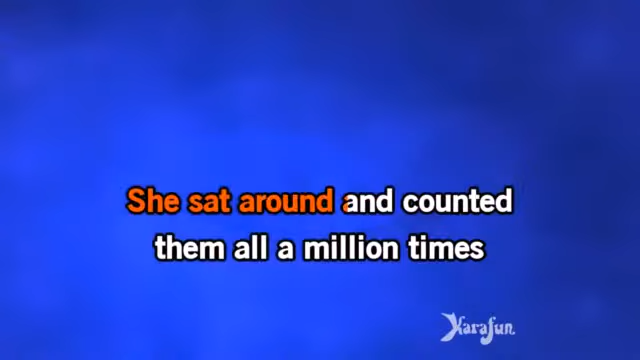 She sat around and counted
them all a million times
Karafun